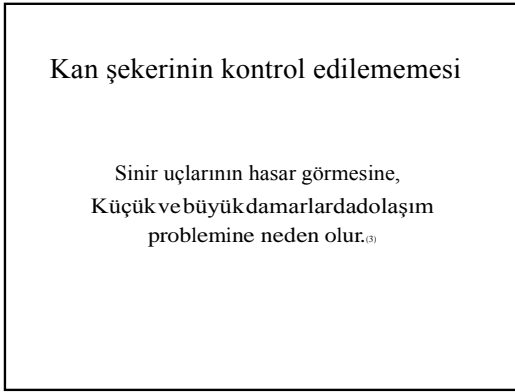 Kan şekerinin kontrol edilememesi
Sinir uçlarının hasar görmesine,
Küçükvebüyükdamarlardadolaşım
problemine neden olur.(3)